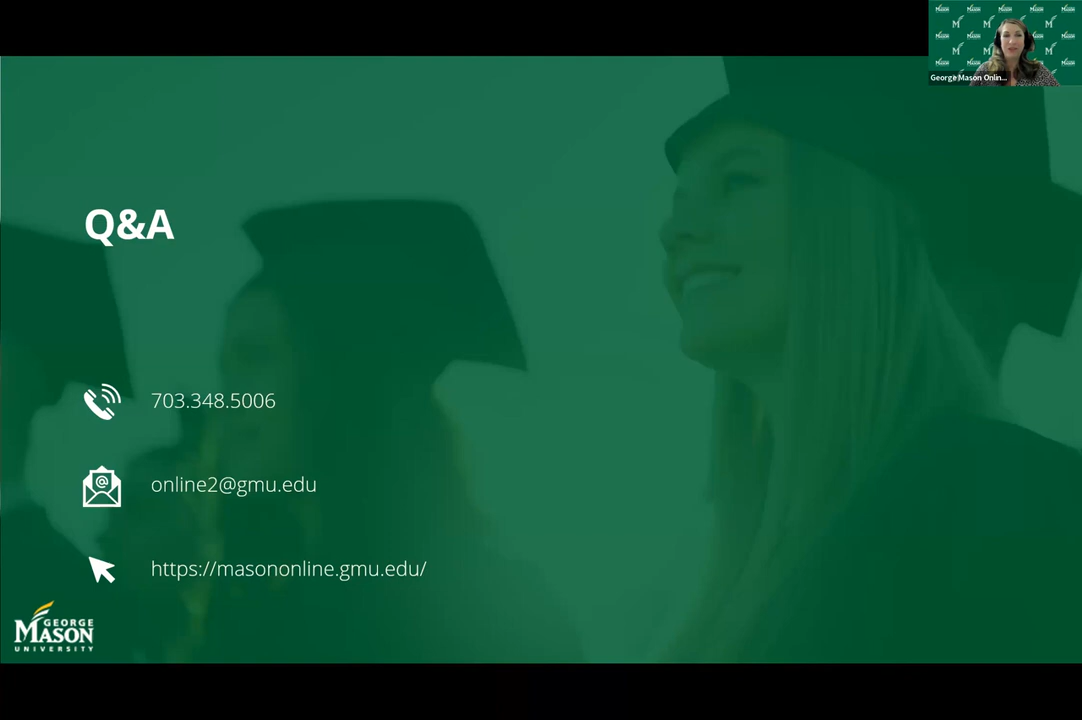 George Mason Onlin...
Q&A
703.348.5006
online2@gmu.edu
https://masononline.gmu.edu/
GEORGE
MASON
UNIVERSITY